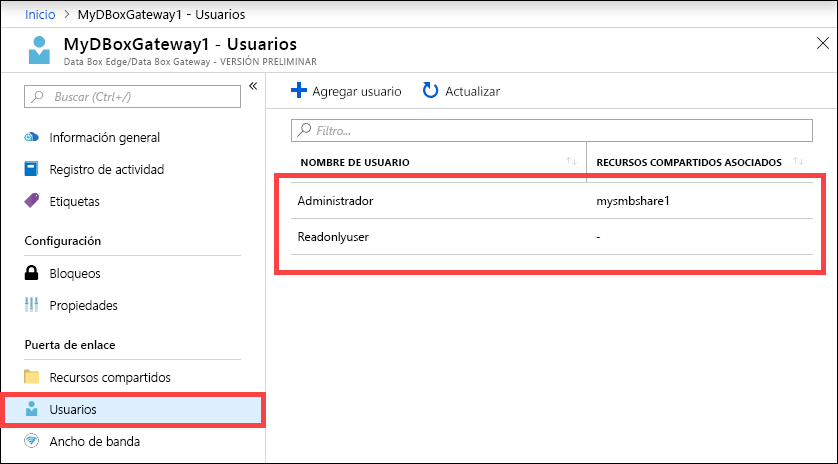 Inicio > MyDBoxGateway1 - Usuarios
MyDBoxGateway1 - Usuarios
Data Box Edge/Data Box Gateway - VERSIÓN PRELIMINAR
Buscar (Ctrl+/)
Información general
Registro de actividad
Etiquetas
Configuración
Bloqueos
Propiedades
Puerta de enlace
Recursos compartidos
Usuarios
Ancho de banda
Agregar usuario Actualizar
Filtro...
NOMBRE DE USUARIO RECURSOS COMPARTIDOS ASOCIADOS
Administrador mysmbshare1
Readonlyuser -